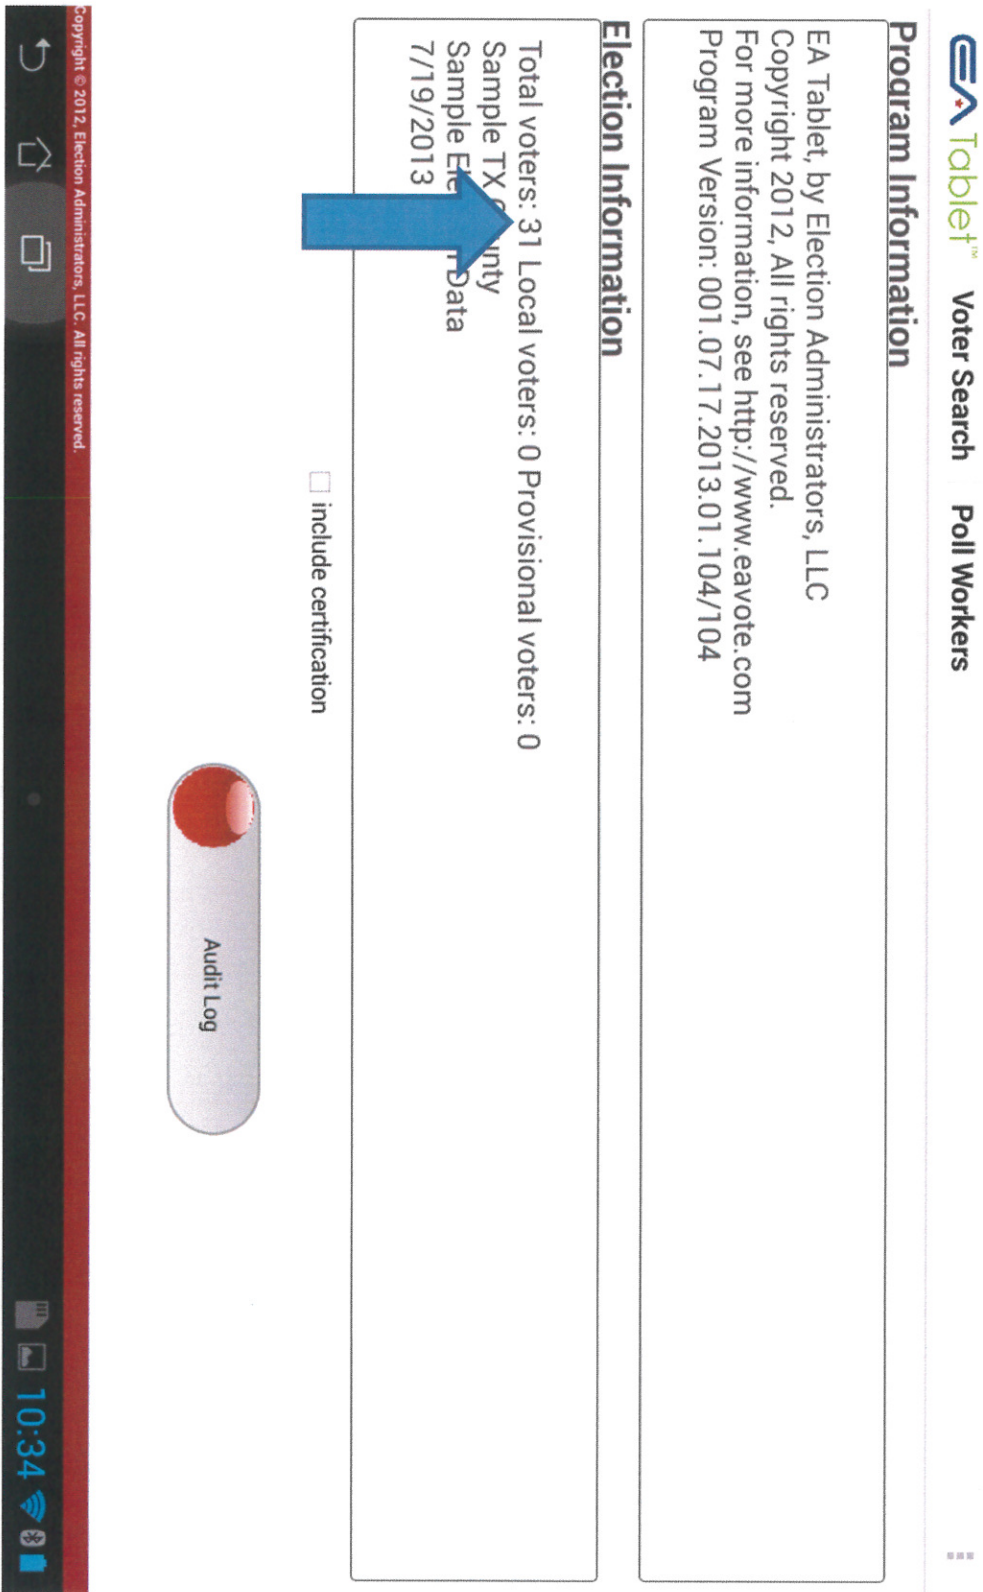 EA Tablet™ Voter Search Poll Workers
Program Information
EA Tablet, by Election Administrators, LLC
Copyright 2012, All rights reserved.
For more information, see http://www.eavote.com
Program Version: 001.07.17.2013.01.104/104
Election Information
Total voters: 31 Local voters: 0 Provisional voters: 0
Sample TX
Sample Data
7/19/2013
include certification
Audit Log
Copyright © 2012, Election Administrators, LLC. All rights reserved.
10:34